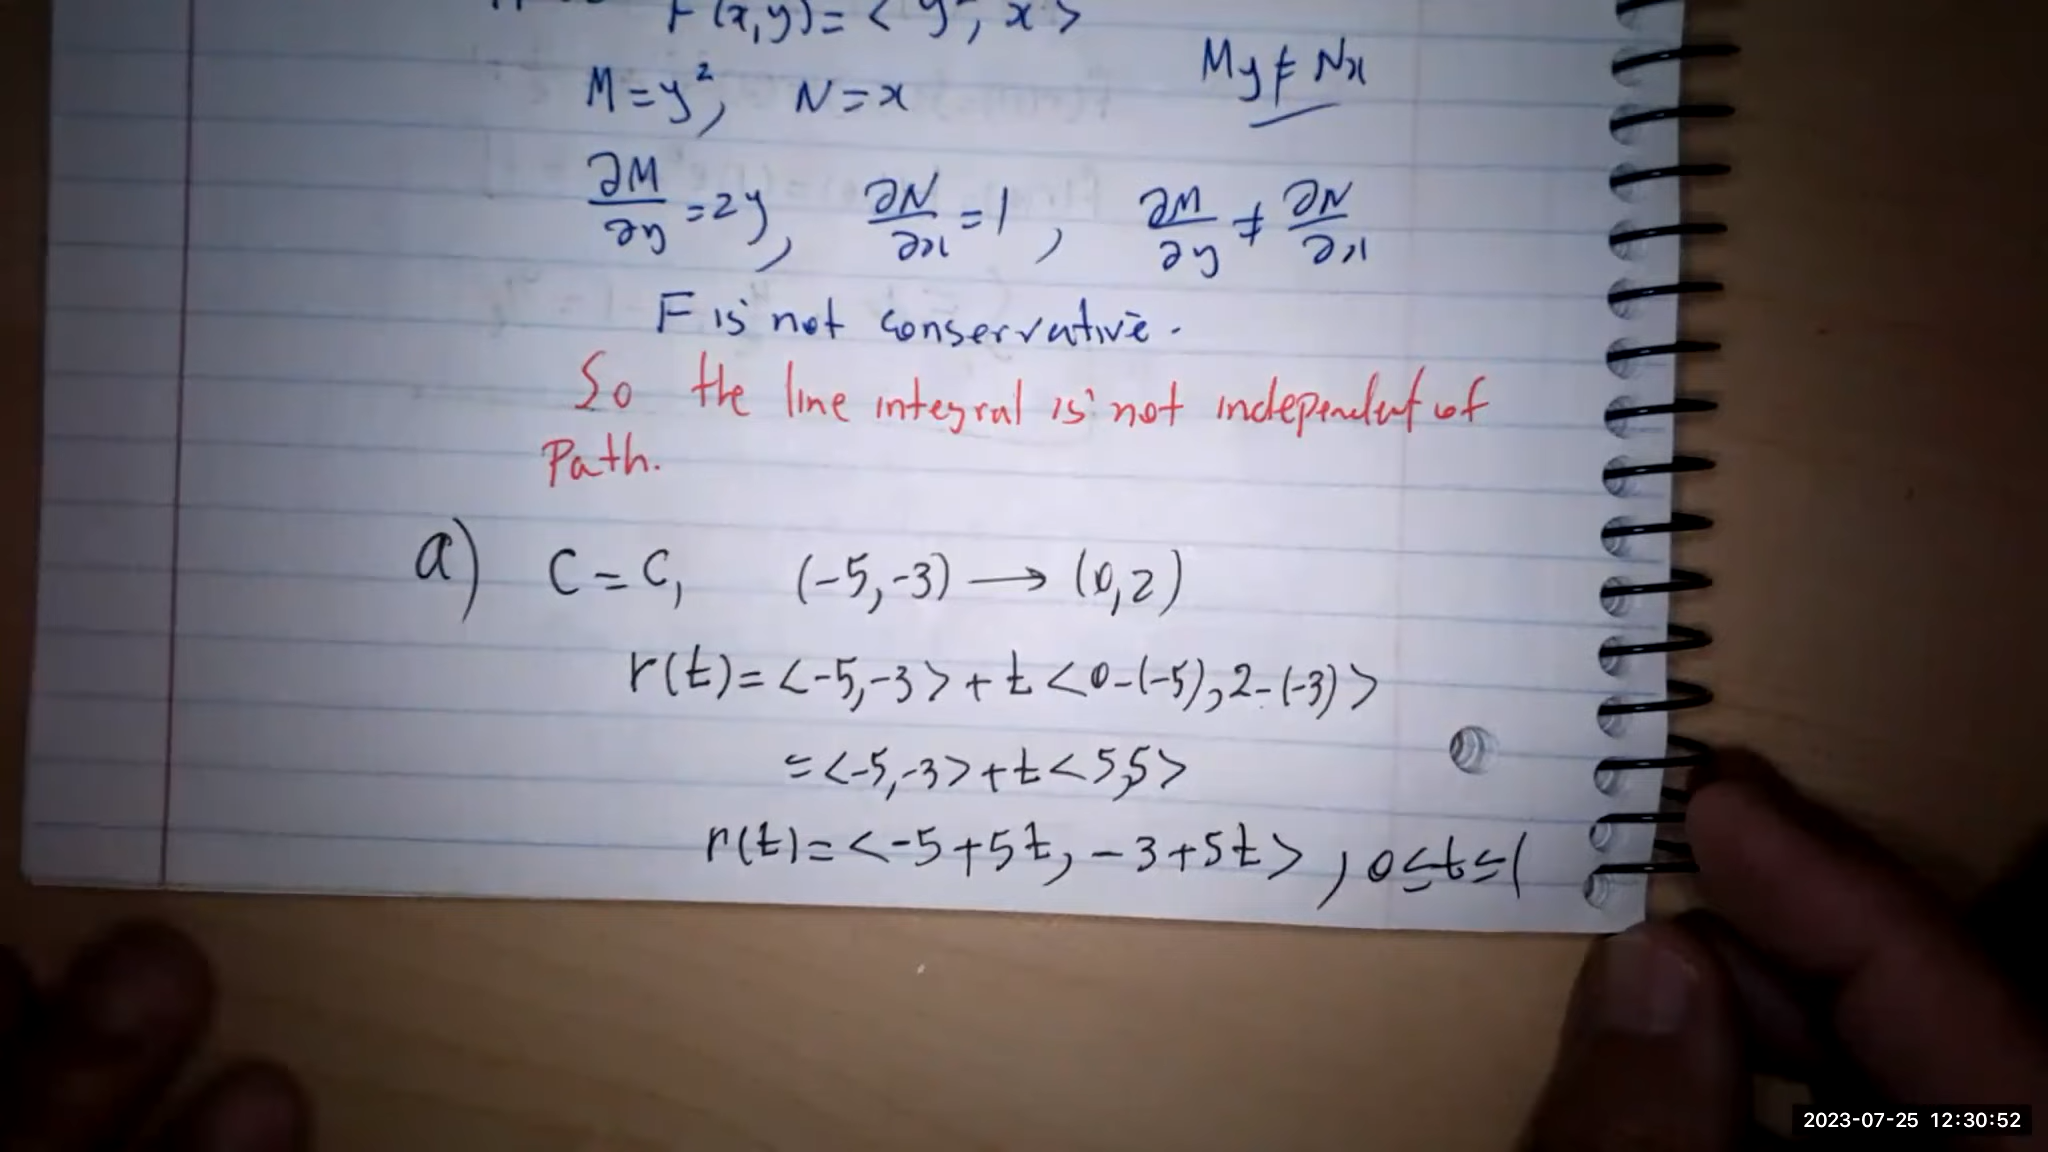 F(x,y)=<y², x>
M=y², N=x My≠Nx
∂M/∂y=2y, ∂N/∂x=1, ∂M/∂y≠∂N/∂x
F is not conservative.
So the line integral is not independent of
Path.
a) C=C₁ (-5,-3)→(0,2)
r(t)=<-5,-3>+t<0-(-5),2-(-3)>
=<-5,-3>+t<5,5>
r(t)=<-5+5t,-3+5t>, 0≤t≤1
2023-07-25 12:30:52